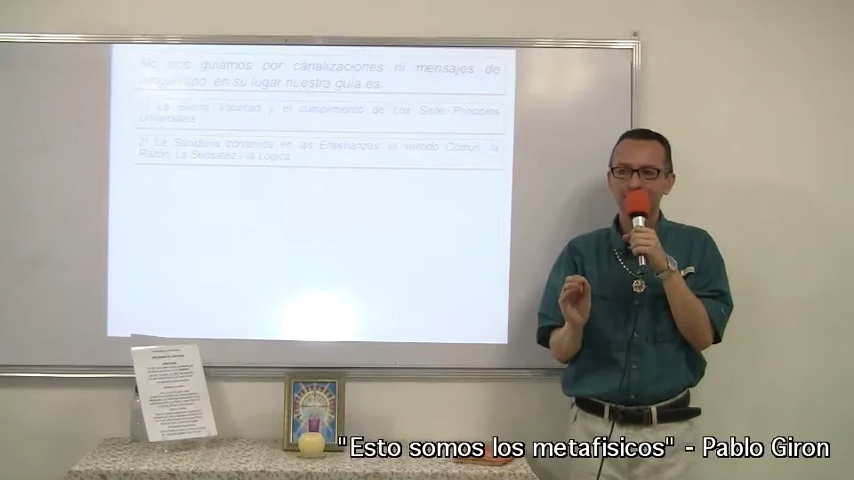 No nos guiamos por canalizaciones ni mensajes de
ningún tipo en su lugar nuestra guía es.
1) La Buena Voluntad y el cumplimiento de Los Siete Principios
Universales
2) La Sabiduría contenida en las Enseñanzas, el sentido Común, la
Razón, La Sensatez y la Lógica
"Esto somos los metafísicos" - Pablo Giron